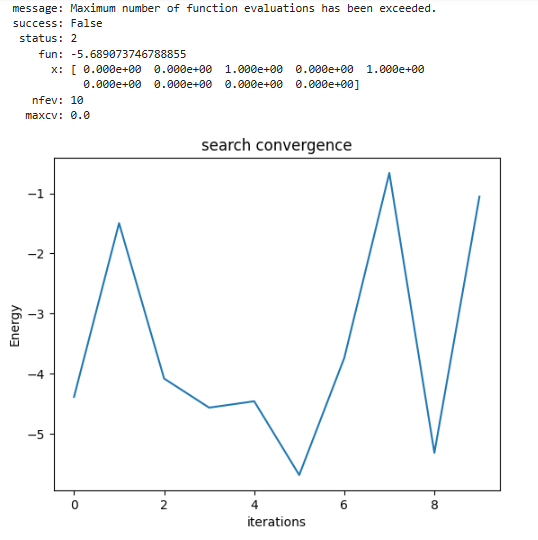 message: Maximum number of function evaluations has been exceeded.
success: False
status: 2
fun: -5.689073746788855
x: [ 0.000e+00 0.000e+00 1.000e+00 0.000e+00 1.000e+00
0.000e+00 0.000e+00 0.000e+00 0.000e+00]
nfev: 10
maxcv: 0.0
search convergence
−1
−2
−3
−4
−5
Energy
0 2 4 6 8
iterations